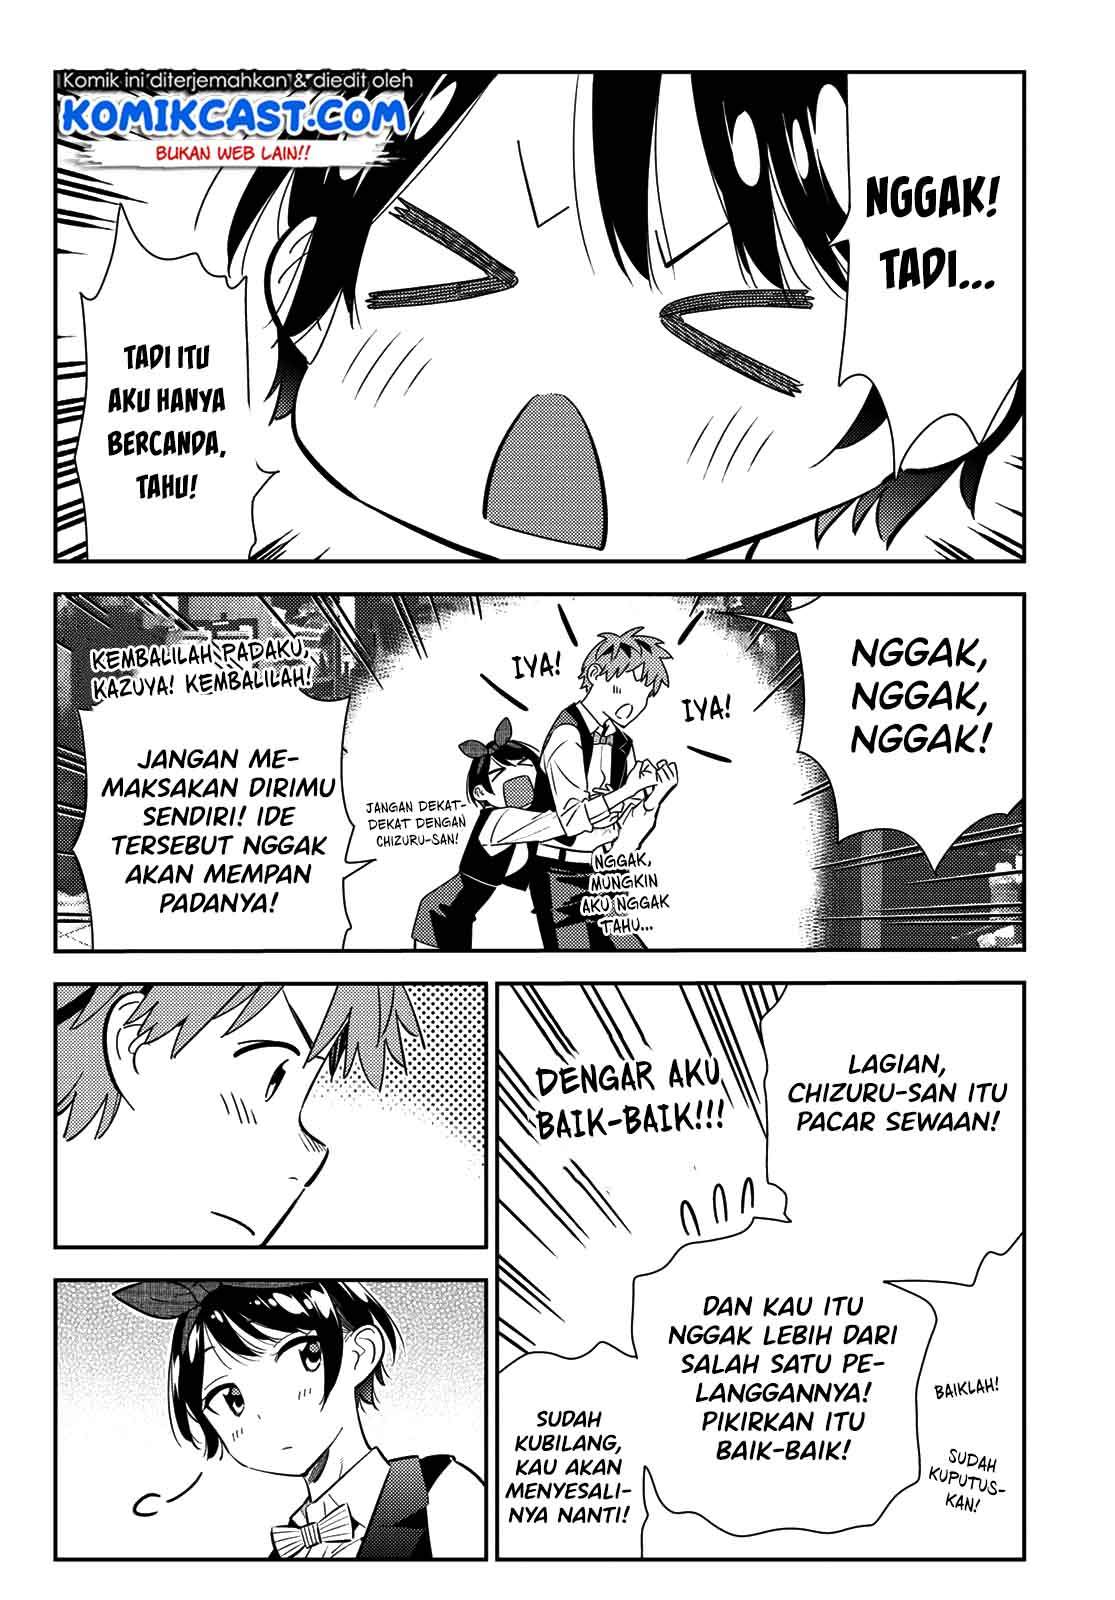 Komik ini diterjemahkan & diedit oleh
KOMIKCAST.COM
BUKAN WEB LAIN!!
NGGAK!
TADI...
TADI ITU
AKU HANYA
BERCANDA,
TAHU!
NGGAK,
NGGAK,
NGGAK!
IYA!
IYA!
KEMBALILAH PADAKU,
KAZUYA! KEMBALILAH!
JANGAN ME-
MAKSAKAN DIRIMU
SENDIRI! IDE
TERSEBUT NGGAK
AKAN MEMPAN
PADANYA!
JANGAN DEKAT-
DEKAT DENGAN
CHIZURU-SAN!
NGGAK,
MUNGKIN
AKU NGGAK
TAHU...
LAGIAN,
CHIZURU-SAN ITU
PACAR SEWAAN!
DENGAR AKU
BAIK-BAIK!!!
DAN KAU ITU
NGGAK LEBIH DARI
SALAH SATU PE-
LANGGANNYA!
PIKIRKAN ITU
BAIK-BAIK!
BAIKLAH!
SUDAH
KUPUTUS-
KAN!
SUDAH
KUBILANG,
KAU AKAN
MENYESALI-
NYA NANTI!